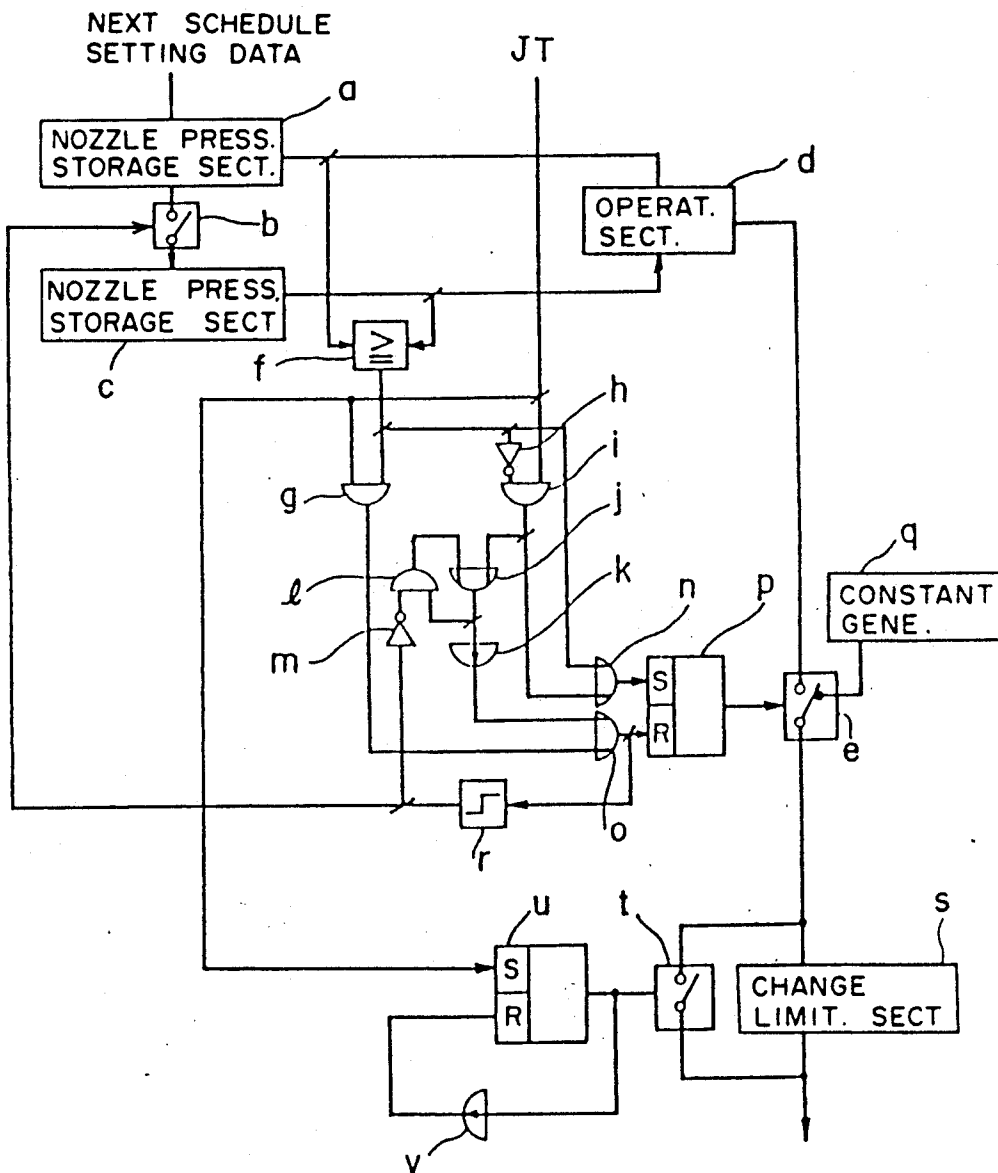 NEXT SCHEDULE
SETTING DATA
JT
a
NOZZLE PRESS.
STORAGE SECT.
d
OPERAT.
SECT.
b
NOZZLE PRESS.
STORAGE SECT
c
f
≧
h
i
g
j
l
k
m
n
p
q
CONSTANT
GENE.
S
R
e
o
r
u
t
s
S
R
CHANGE
LIMIT. SECT
v